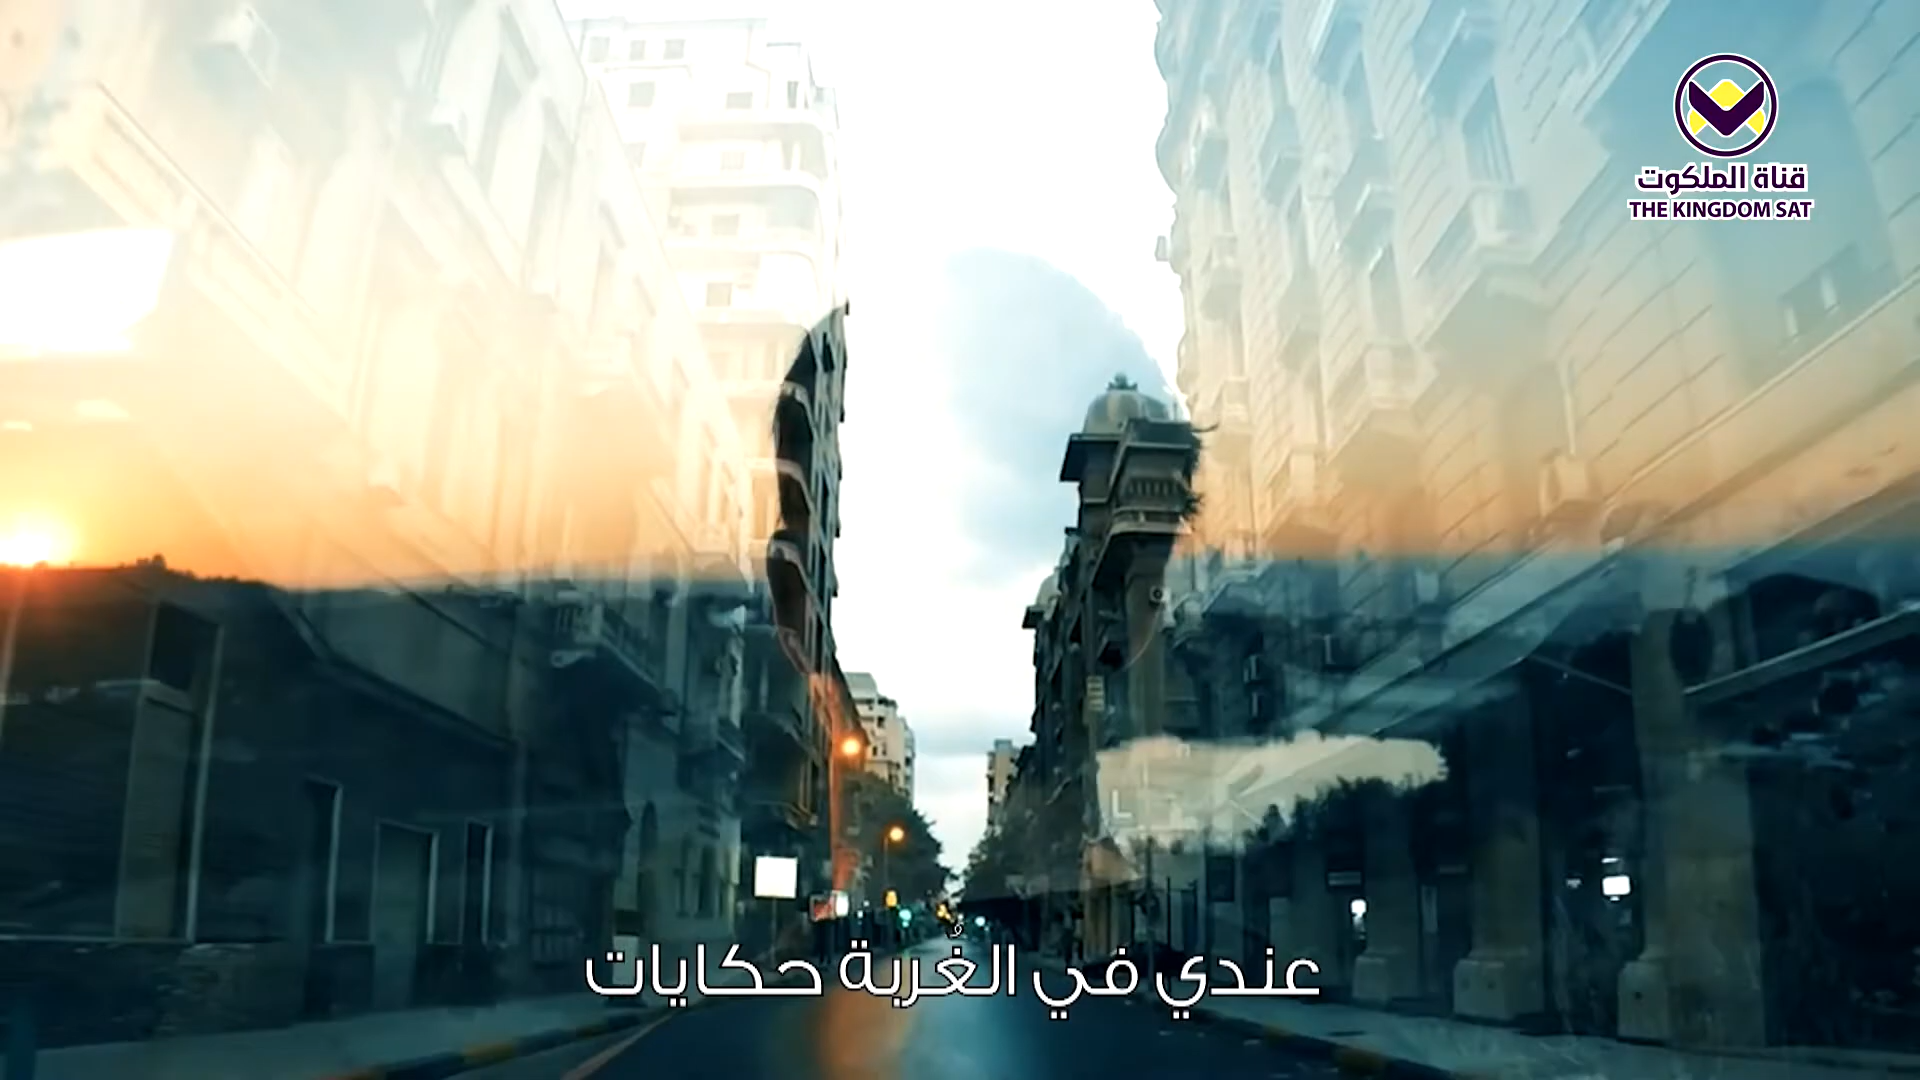 قناة الملكوت
THE KINGDOM SAT
عندي في الغُربة حكايات